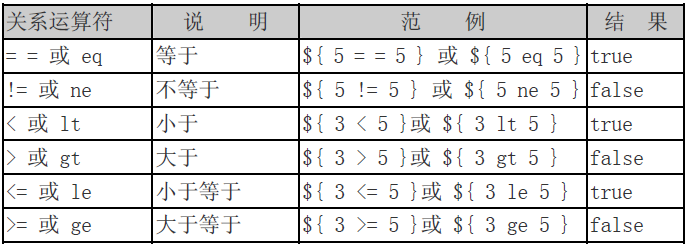 关系运算符 说 明 范 例 结 果
= = 或 eq 等于 ${ 5 = = 5 } 或 ${ 5 eq 5 } true
!= 或 ne 不等于 ${ 5 != 5 } 或 ${ 5 ne 5 } false
< 或 lt 小于 ${ 3 < 5 }或 ${ 3 lt 5 } true
> 或 gt 大于 ${ 3 > 5 }或 ${ 3 gt 5 } false
<= 或 le 小于等于 ${ 3 <= 5 }或 ${ 3 le 5 } true
>= 或 ge 大于等于 ${ 3 >= 5 }或 ${ 3 ge 5 } false